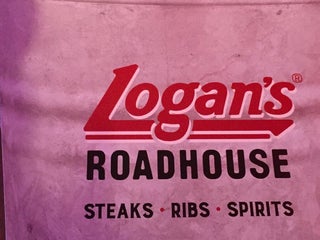 Logan's®
ROADHOUSE
STEAKS • RIBS • SPIRITS